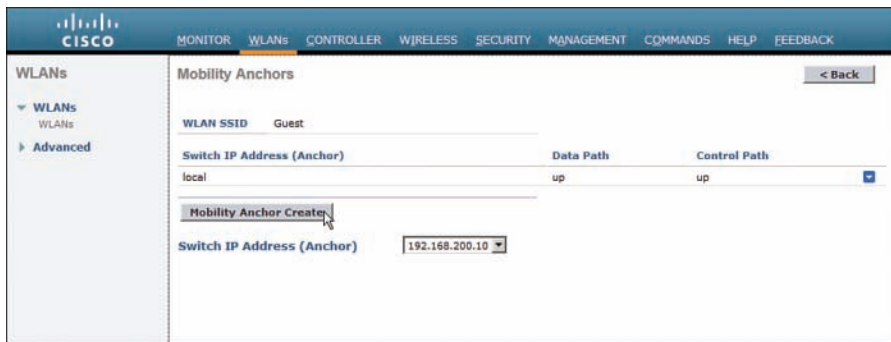 CISCO
MONITOR WLANs CONTROLLER WIRELESS SECURITY MANAGEMENT COMMANDS HELP FEEDBACK
WLANs
WLANs
WLANs
Advanced
Mobility Anchors
< Back
WLAN SSID Guest
Switch IP Address (Anchor) Data Path Control Path
local up up
Mobility Anchor Create
Switch IP Address (Anchor) 192.168.200.10